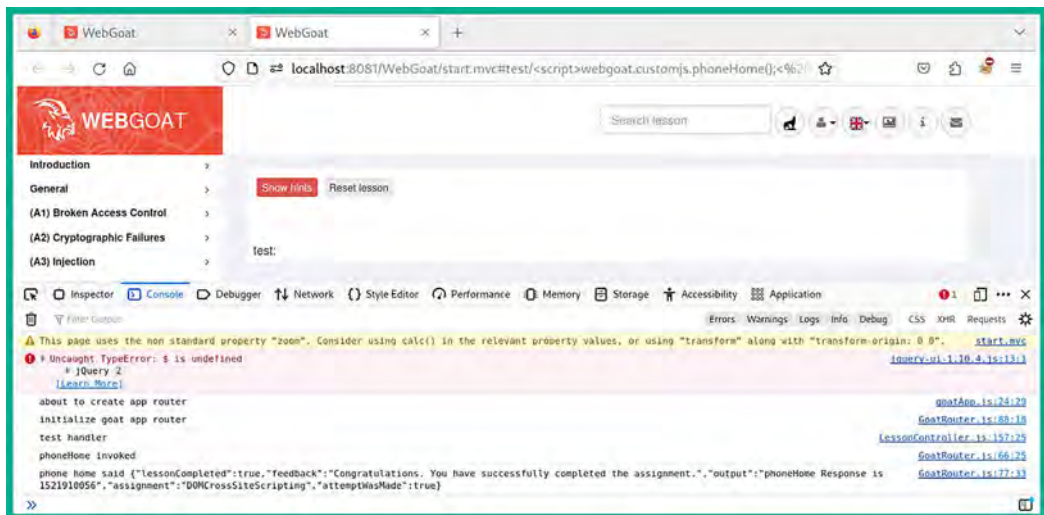 WebGoat
WebGoat
localhost:8081/WebGoat/start.mvc#test/<script>webgoat.customjs.phoneHome();<%2
WEBGOAT
Search lesson
Introduction
General
(A1) Broken Access Control
(A2) Cryptographic Failures
(A3) Injection
Show hints Reset lesson
test:
Inspector Console Debugger Network {} Style Editor Performance Memory Storage Accessibility Application 1
Filter Output Errors Warnings Logs Info Debug CSS XHR Requests
This page uses the non standard property "zoom". Consider using calc() in the relevant property values, or using "transform" along with "transform-origin: 0 0". start.mvc
Uncaught TypeError: $ is undefined jquery-ui-1.10.4.js:13:1
jQuery 2
[Learn More]
about to create app router goatApp.js:24:29
initialize goat app router GoatRouter.js:88:18
test handler LessonController.js:157:25
phoneHome invoked GoatRouter.js:66:25
phone home said {"lessonCompleted":true,"feedback":"Congratulations. You have successfully completed the assignment.","output":"phoneHome Response is GoatRouter.js:77:33
1521910056","assignment":"DOMCrossSiteScripting","attemptWasMade":true}